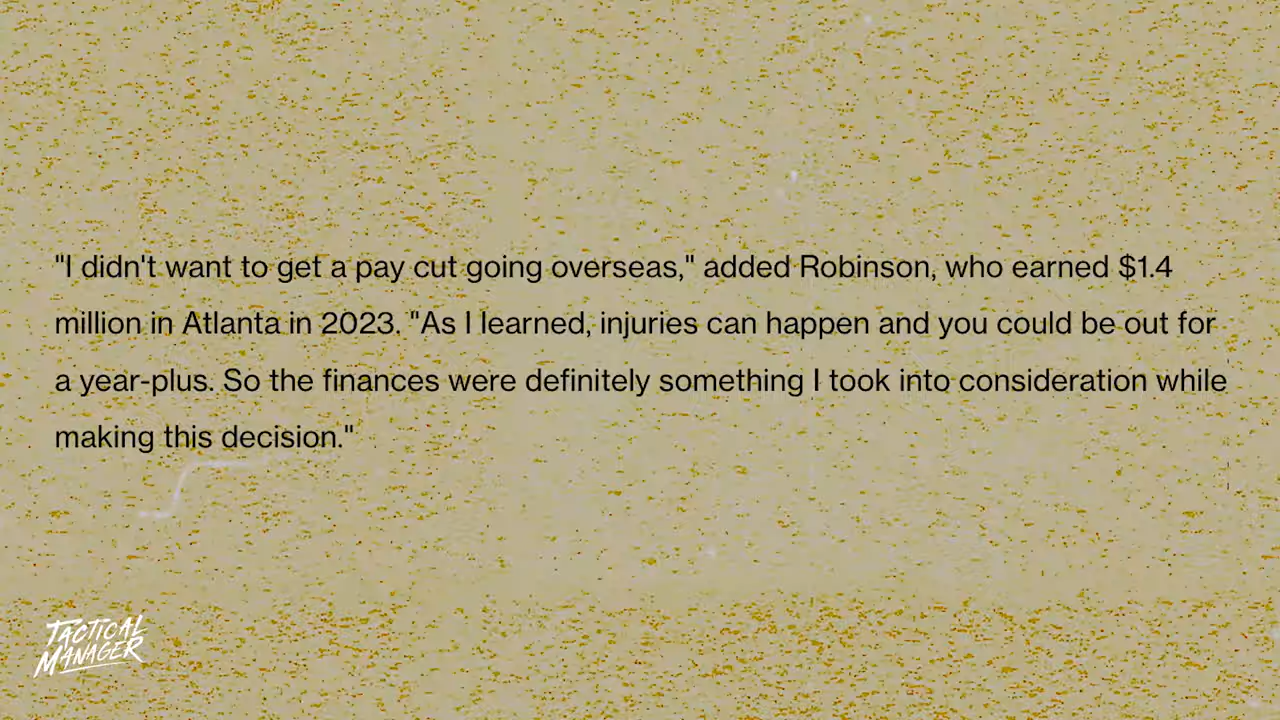 "I didn't want to get a pay cut going overseas," added Robinson, who earned $1.4
million in Atlanta in 2023. "As I learned, injuries can happen and you could be out for
a year-plus. So the finances were definitely something I took into consideration while
making this decision."
TACTICAL
MANAGER